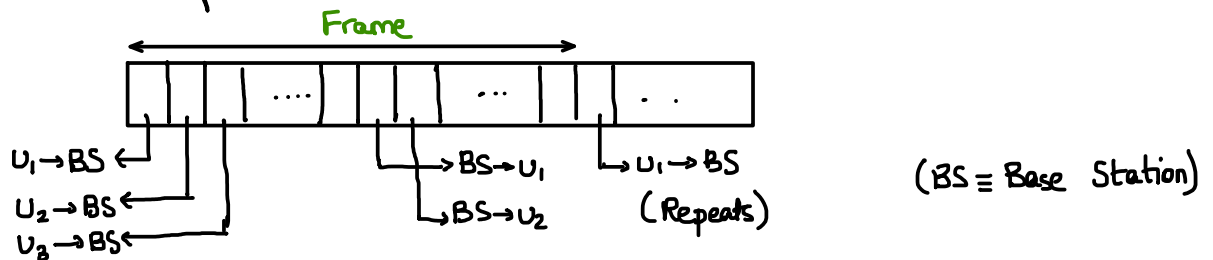 Frame
.... ... . .
U₁→BS BS→U₁ U₁→BS (BS ≡ Base Station)
U₂→BS BS→U₂ (Repeats)
U₃→BS